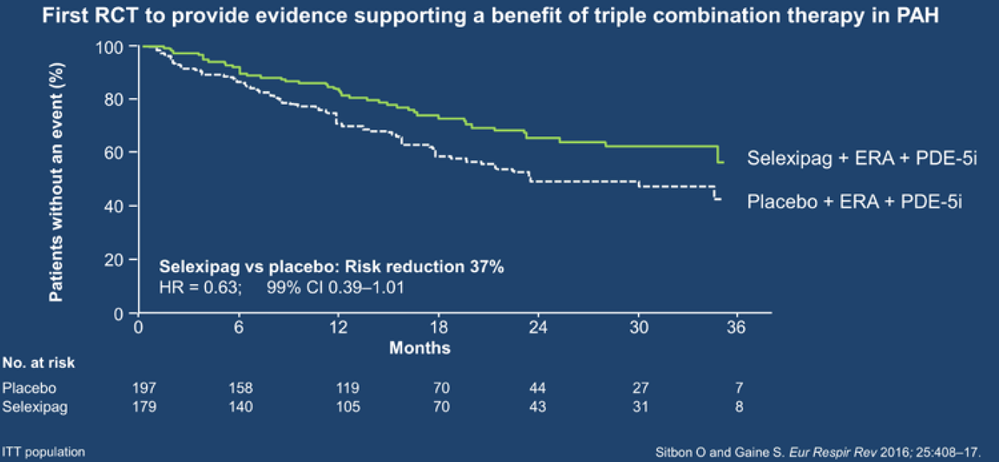 First RCT to provide evidence supporting a benefit of triple combination therapy in PAH
Patients without an event (%)
100
80
60
40
20
0
Selexipag + ERA + PDE-5i
Placebo + ERA + PDE-5i
Selexipag vs placebo: Risk reduction 37%
HR = 0.63; 99% CI 0.39–1.01
0 6 12 18 24 30 36
Months
No. at risk
Placebo 197 158 119 70 44 27 7
Selexipag 179 140 105 70 43 31 8
ITT population
Sitbon O and Gaine S. Eur Respir Rev 2016; 25:408–17.